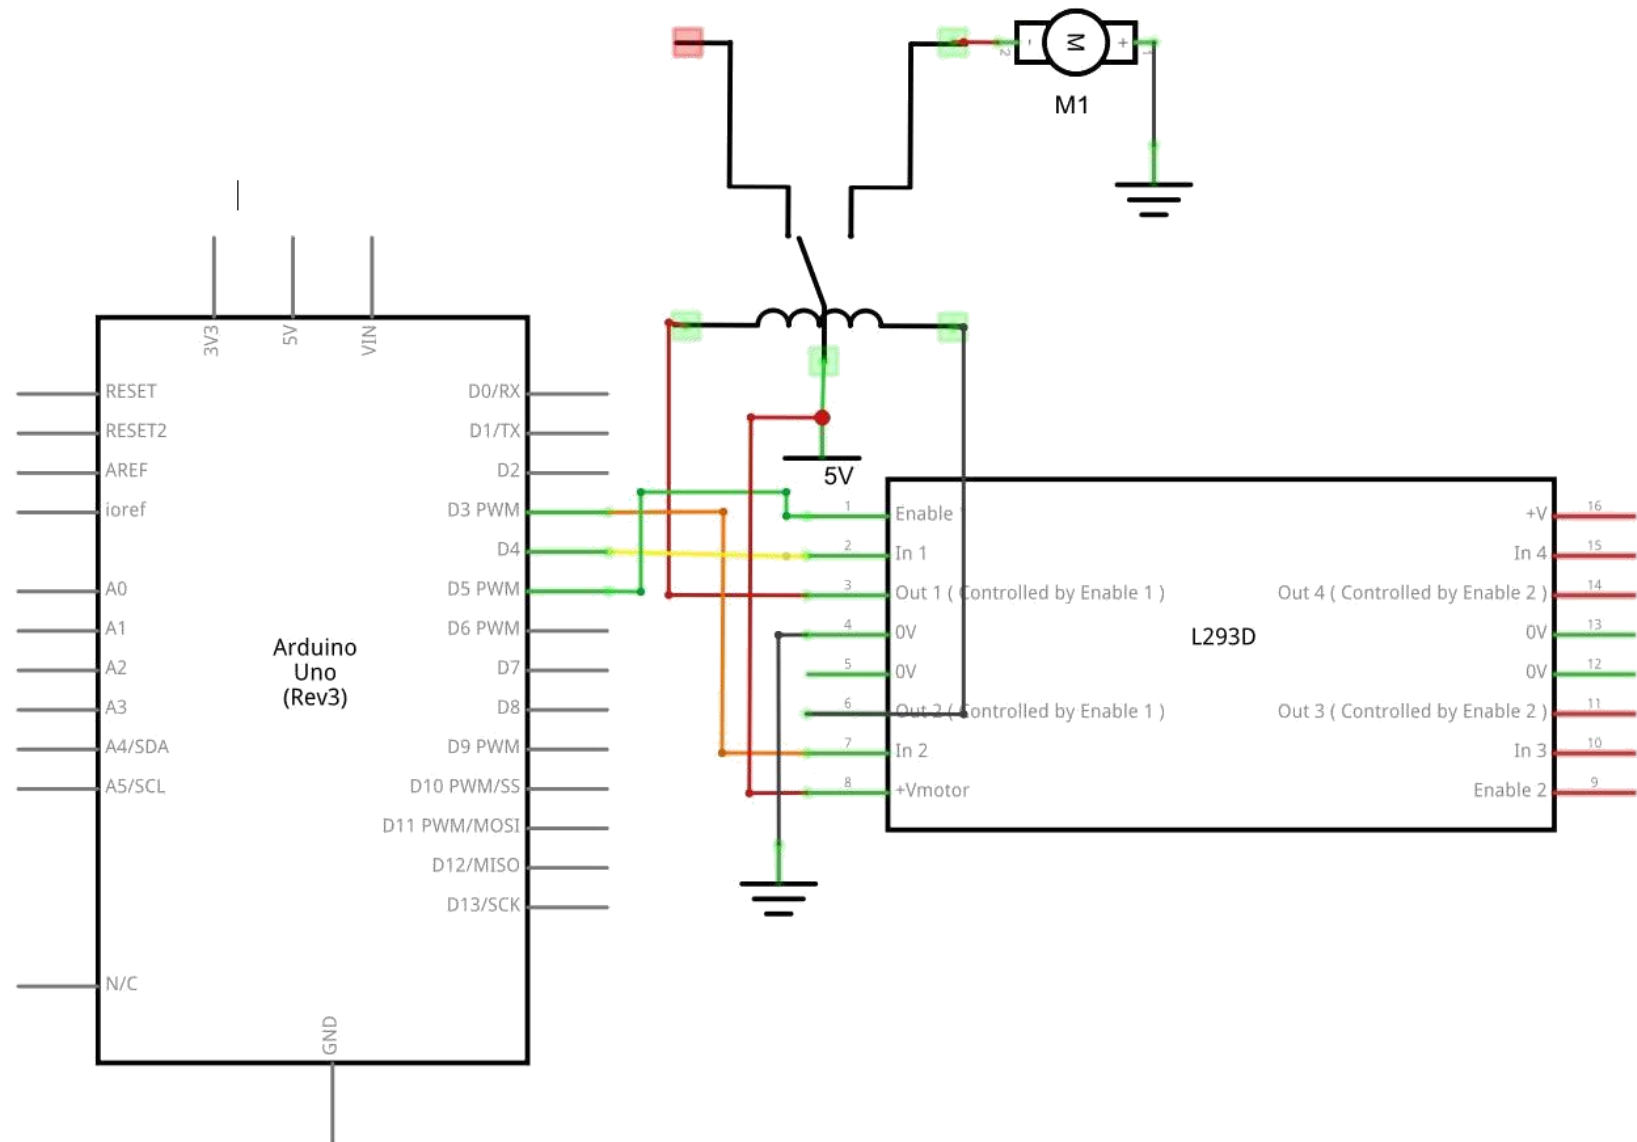 2
-
M
+
1
M1
3V3
5V
VIN
RESET
RESET2
AREF
ioref
A0
A1
A2
A3
A4/SDA
A5/SCL
N/C
Arduino
Uno
(Rev3)
D0/RX
D1/TX
D2
D3 PWM
D4
D5 PWM
D6 PWM
D7
D8
D9 PWM
D10 PWM/SS
D11 PWM/MOSI
D12/MISO
D13/SCK
GND
5V
1 Enable
2 In 1
3 Out 1 ( Controlled by Enable 1 )
4 0V
5 0V
6 Out 2 ( Controlled by Enable 1 )
7 In 2
8 +Vmotor
L293D
+V 16
In 4 15
Out 4 ( Controlled by Enable 2 ) 14
0V 13
0V 12
Out 3 ( Controlled by Enable 2 ) 11
In 3 10
Enable 2 9